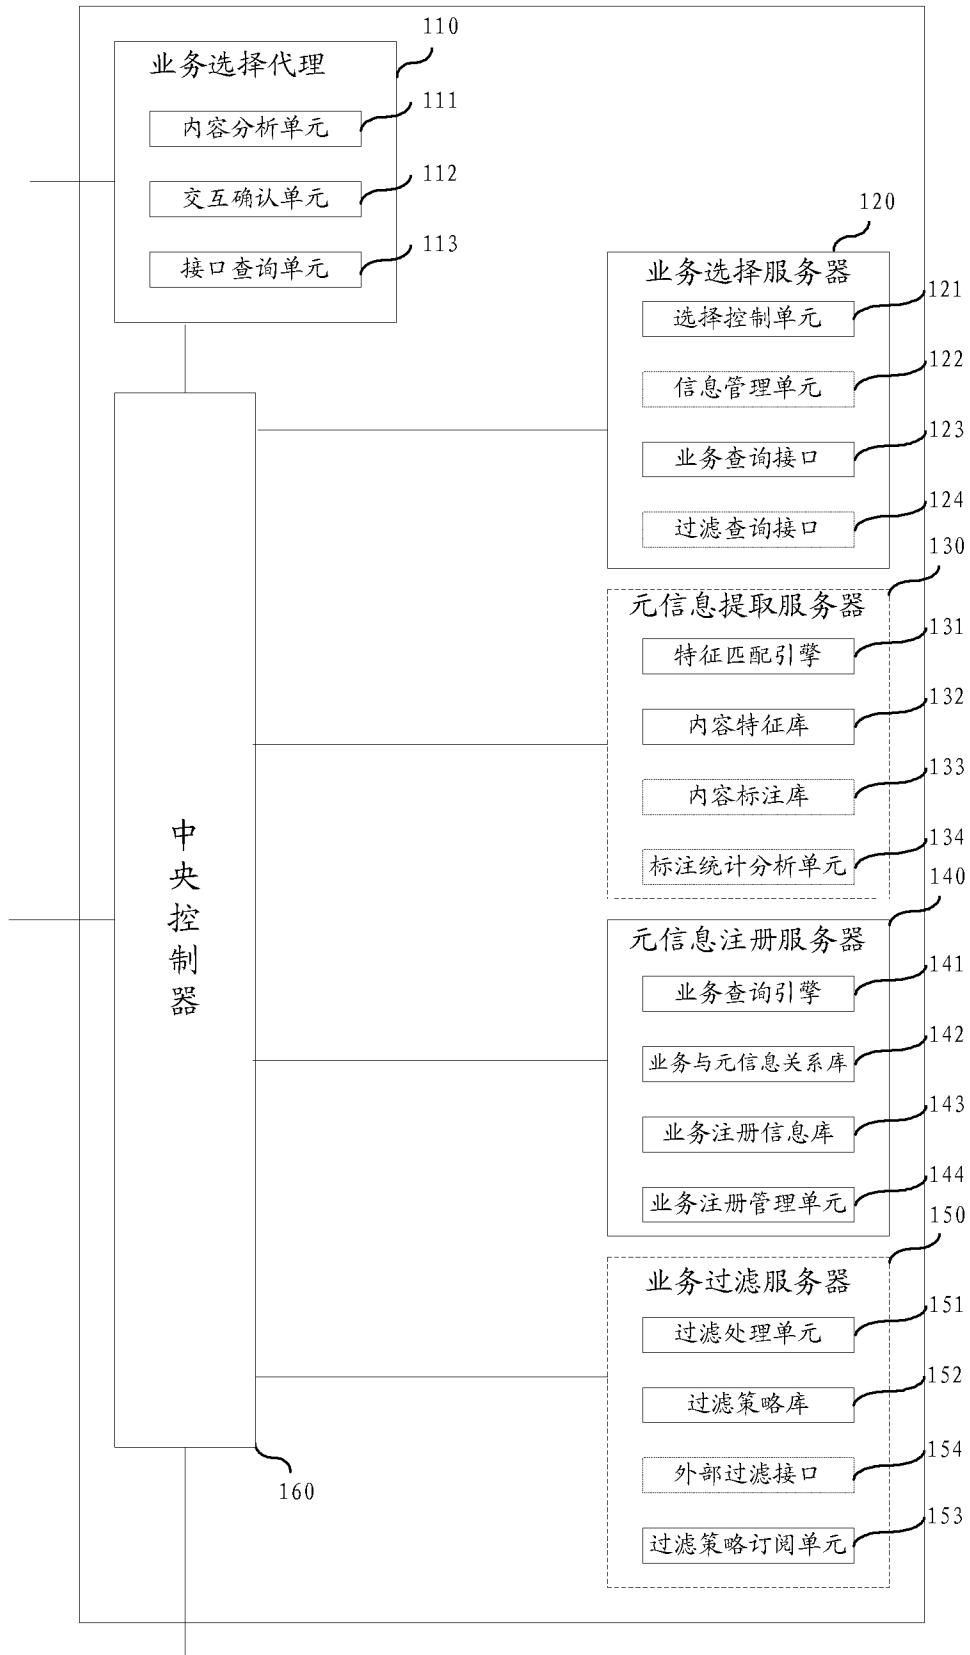 业务选择代理
110
内容分析单元
111
交互确认单元
112
接口查询单元
113
业务选择服务器
120
选择控制单元
121
信息管理单元
122
业务查询接口
123
过滤查询接口
124
元信息提取服务器
130
特征匹配引擎
131
内容特征库
132
内容标注库
133
标注统计分析单元
134
元信息注册服务器
140
业务查询引擎
141
业务与元信息关系库
142
业务注册信息库
143
业务注册管理单元
144
业务过滤服务器
150
过滤处理单元
151
过滤策略库
152
外部过滤接口
154
过滤策略订阅单元
153
中央控制器
160